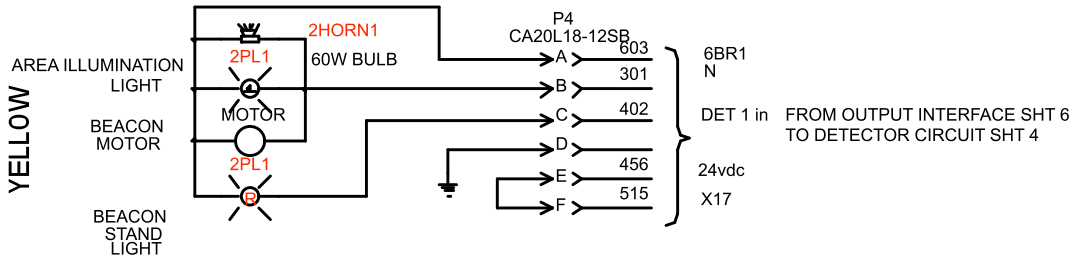 P4
CA20L18-12SB
2HORN1
2PL1
60W BULB
AREA ILLUMINATION
LIGHT
MOTOR
BEACON
MOTOR
2PL1
R
BEACON
STAND
LIGHT
YELLOW
A 603
B 301
C 402
D
E 456
F 515
6BR1
N
DET 1 in FROM OUTPUT INTERFACE SHT 6
TO DETECTOR CIRCUIT SHT 4
24vdc
X17